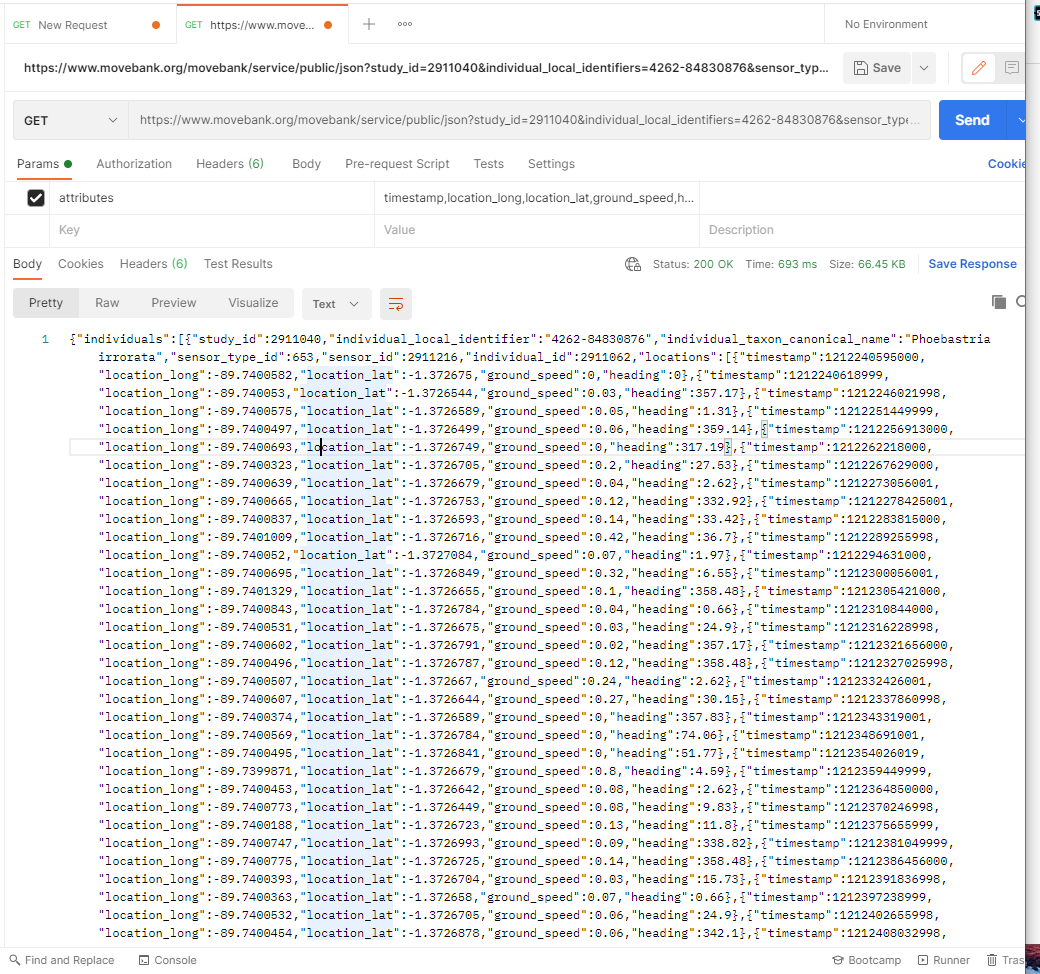 GET New Request
GET https://www.move...
No Environment
https://www.movebank.org/movebank/service/public/json?study_id=2911040&individual_local_identifiers=4262-84830876&sensor_typ...
Save
GET
https://www.movebank.org/movebank/service/public/json?study_id=2911040&individual_local_identifiers=4262-84830876&sensor_type...
Send
Params Authorization Headers (6) Body Pre-request Script Tests Settings Cookie
attributes timestamp,location_long,location_lat,ground_speed,h...
Key Value Description
Body Cookies Headers (6) Test Results Status: 200 OK Time: 693 ms Size: 66.45 KB Save Response
Pretty Raw Preview Visualize Text
1 {"individuals":[{"study_id":2911040,"individual_local_identifier":"4262-84830876","individual_taxon_canonical_name":"Phoebastria
irrorata","sensor_type_id":653,"sensor_id":2911216,"individual_id":2911062,"locations":[{"timestamp":1212240595000,
"location_long":-89.7400582,"location_lat":-1.372675,"ground_speed":0,"heading":0},{"timestamp":1212240618999,
"location_long":-89.740053,"location_lat":-1.3726544,"ground_speed":0.03,"heading":357.17},{"timestamp":1212246021998,
"location_long":-89.7400575,"location_lat":-1.3726589,"ground_speed":0.05,"heading":1.31},{"timestamp":1212251449999,
"location_long":-89.7400497,"location_lat":-1.3726499,"ground_speed":0.06,"heading":359.14},{"timestamp":1212256913000,
"location_long":-89.7400693,"location_lat":-1.3726749,"ground_speed":0,"heading":317.19},{"timestamp":1212262218000,
"location_long":-89.7400323,"location_lat":-1.3726705,"ground_speed":0.2,"heading":27.53},{"timestamp":1212267629000,
"location_long":-89.7400639,"location_lat":-1.3726679,"ground_speed":0.04,"heading":2.62},{"timestamp":1212273056001,
"location_long":-89.7400665,"location_lat":-1.3726753,"ground_speed":0.12,"heading":332.92},{"timestamp":1212278425001,
"location_long":-89.7400837,"location_lat":-1.3726593,"ground_speed":0.14,"heading":33.42},{"timestamp":1212283815000,
"location_long":-89.7401009,"location_lat":-1.3726716,"ground_speed":0.42,"heading":36.7},{"timestamp":1212289255998,
"location_long":-89.740052,"location_lat":-1.3727084,"ground_speed":0.07,"heading":1.97},{"timestamp":1212294631000,
"location_long":-89.7400695,"location_lat":-1.3726849,"ground_speed":0.32,"heading":6.55},{"timestamp":1212300056001,
"location_long":-89.7401329,"location_lat":-1.3726655,"ground_speed":0.1,"heading":358.48},{"timestamp":1212305421000,
"location_long":-89.7400843,"location_lat":-1.3726784,"ground_speed":0.04,"heading":0.66},{"timestamp":1212310844000,
"location_long":-89.7400531,"location_lat":-1.3726675,"ground_speed":0.03,"heading":24.9},{"timestamp":1212316228998,
"location_long":-89.7400602,"location_lat":-1.3726791,"ground_speed":0.02,"heading":357.17},{"timestamp":1212321656000,
"location_long":-89.7400496,"location_lat":-1.3726787,"ground_speed":0.12,"heading":358.48},{"timestamp":1212327025998,
"location_long":-89.7400507,"location_lat":-1.372667,"ground_speed":0.24,"heading":2.62},{"timestamp":1212332426001,
"location_long":-89.7400607,"location_lat":-1.3726644,"ground_speed":0.27,"heading":30.15},{"timestamp":1212337860998,
"location_long":-89.7400374,"location_lat":-1.3726589,"ground_speed":0,"heading":357.83},{"timestamp":1212343319001,
"location_long":-89.7400569,"location_lat":-1.3726784,"ground_speed":0,"heading":74.06},{"timestamp":1212348691001,
"location_long":-89.7400495,"location_lat":-1.3726841,"ground_speed":0,"heading":51.77},{"timestamp":1212354026019,
"location_long":-89.7399871,"location_lat":-1.3726679,"ground_speed":0.8,"heading":4.59},{"timestamp":1212359449999,
"location_long":-89.7400453,"location_lat":-1.3726642,"ground_speed":0.08,"heading":2.62},{"timestamp":1212364850000,
"location_long":-89.7400773,"location_lat":-1.3726449,"ground_speed":0.08,"heading":9.83},{"timestamp":1212370246998,
"location_long":-89.7400188,"location_lat":-1.3726723,"ground_speed":0.13,"heading":11.8},{"timestamp":1212375655999,
"location_long":-89.7400747,"location_lat":-1.3726993,"ground_speed":0.09,"heading":338.82},{"timestamp":1212381049999,
"location_long":-89.7400775,"location_lat":-1.3726725,"ground_speed":0.14,"heading":358.48},{"timestamp":1212386456000,
"location_long":-89.7400393,"location_lat":-1.3726704,"ground_speed":0.03,"heading":15.73},{"timestamp":1212391836998,
"location_long":-89.7400363,"location_lat":-1.372658,"ground_speed":0.07,"heading":0.66},{"timestamp":1212397238999,
"location_long":-89.7400532,"location_lat":-1.3726705,"ground_speed":0.06,"heading":24.9},{"timestamp":1212402655998,
"location_long":-89.7400454,"location_lat":-1.3726878,"ground_speed":0.06,"heading":342.1},{"timestamp":1212408032998,
Find and Replace Console Bootcamp Runner Tras